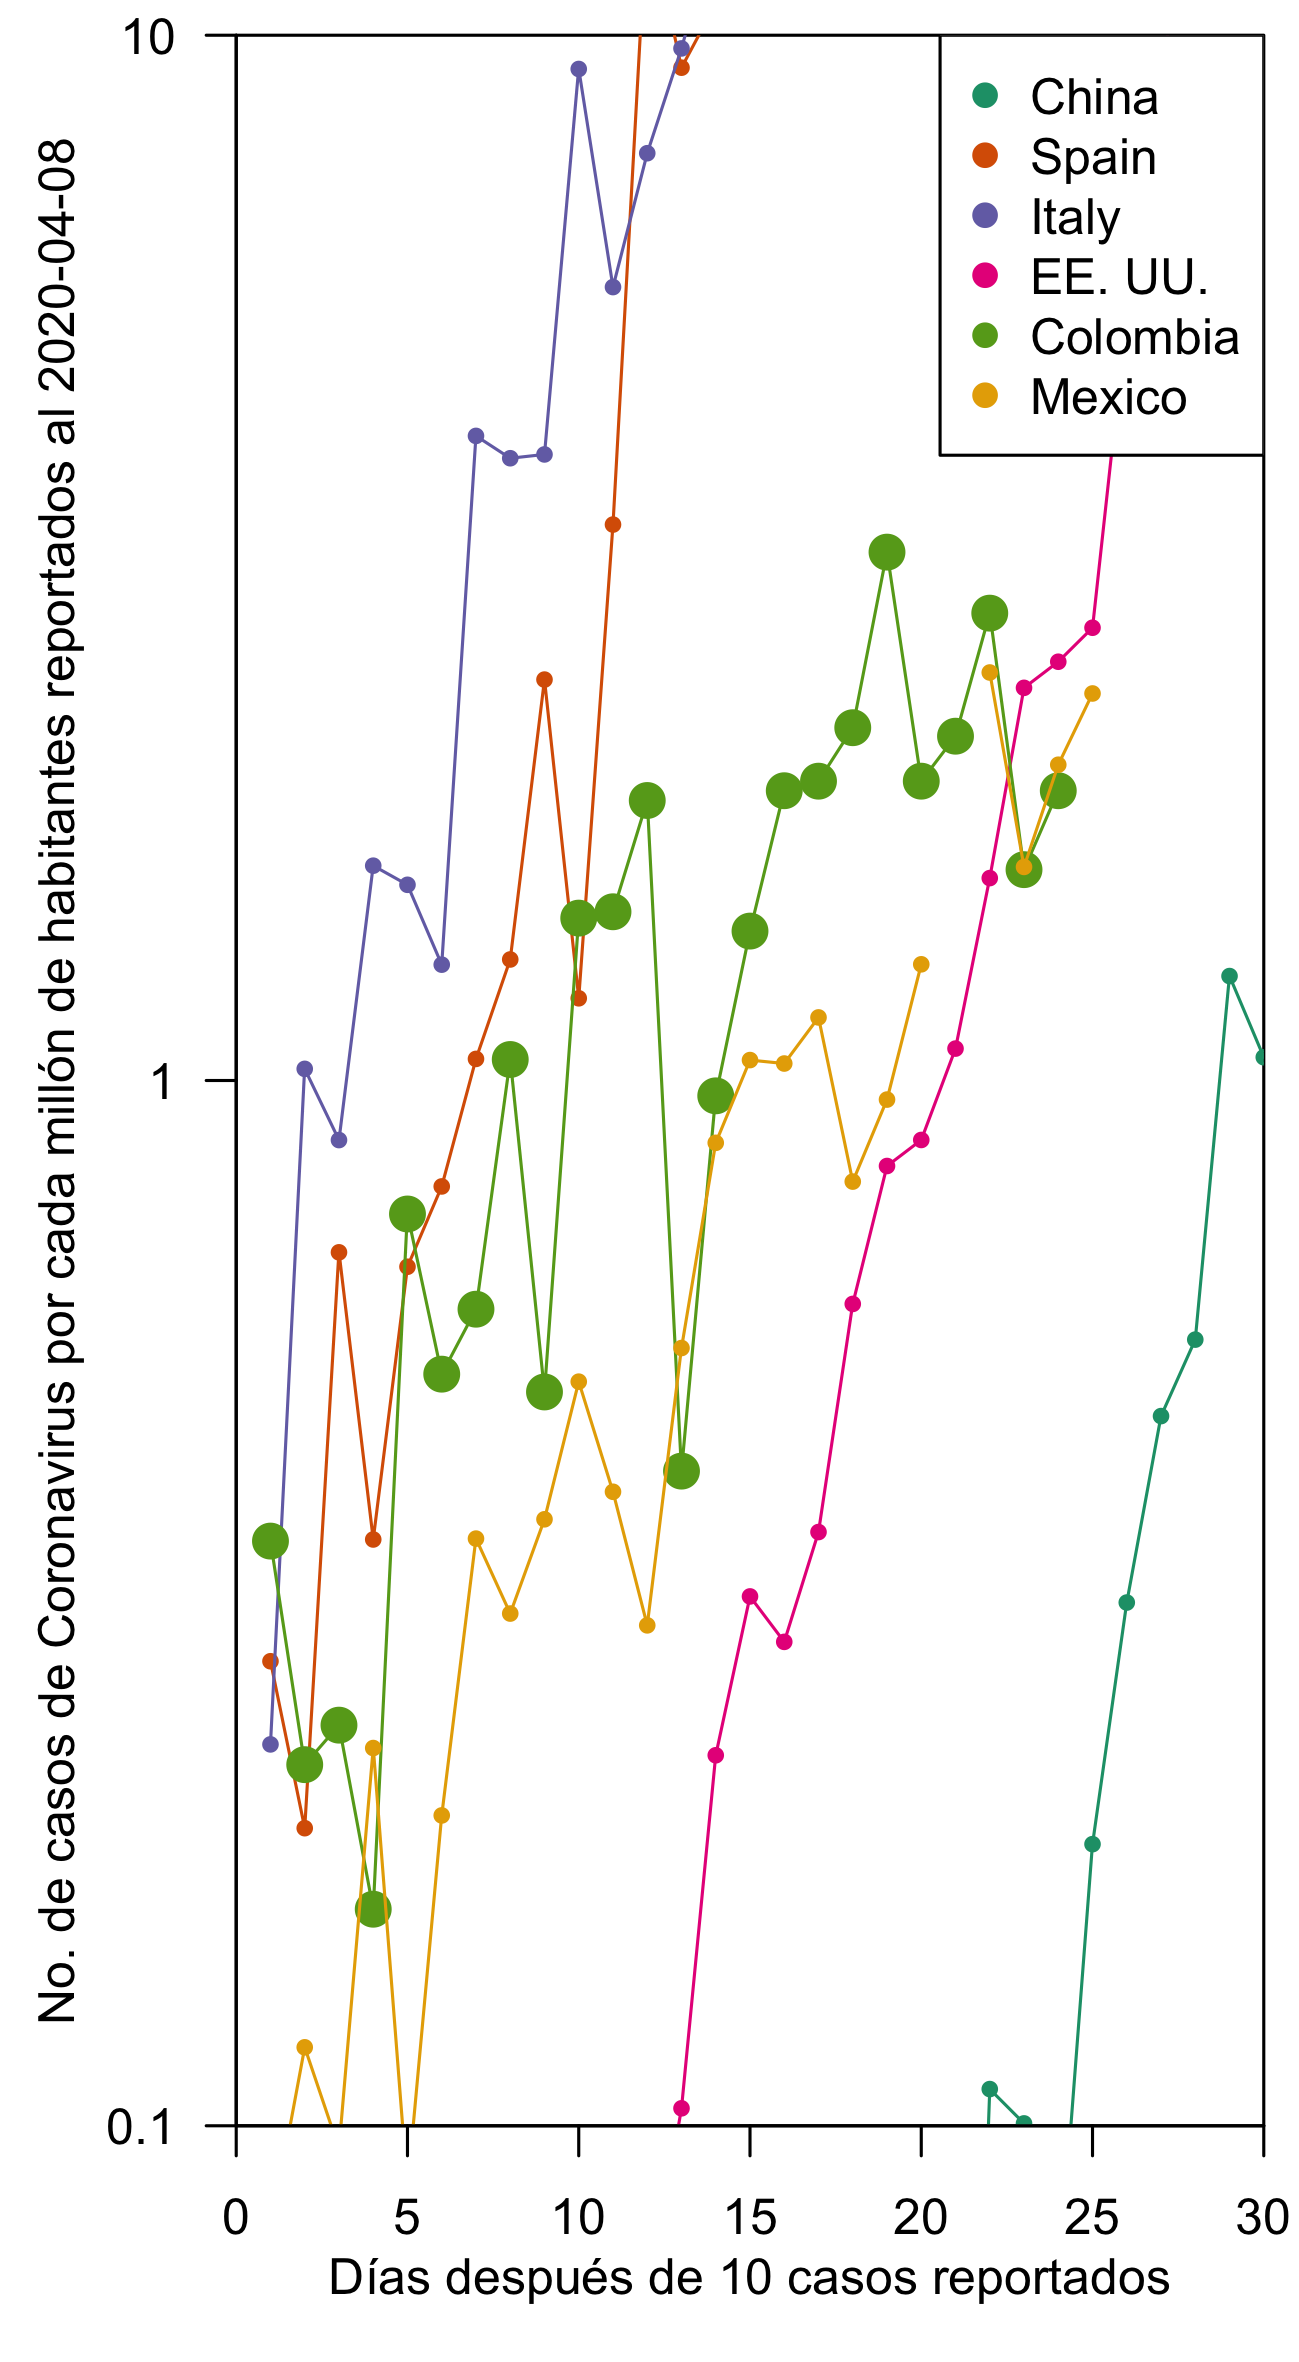 No. de casos de Coronavirus por cada millón de habitantes reportados al 2020-04-08
10
1
0.1
China
Spain
Italy
EE. UU.
Colombia
Mexico
0 5 10 15 20 25 30
Días después de 10 casos reportados